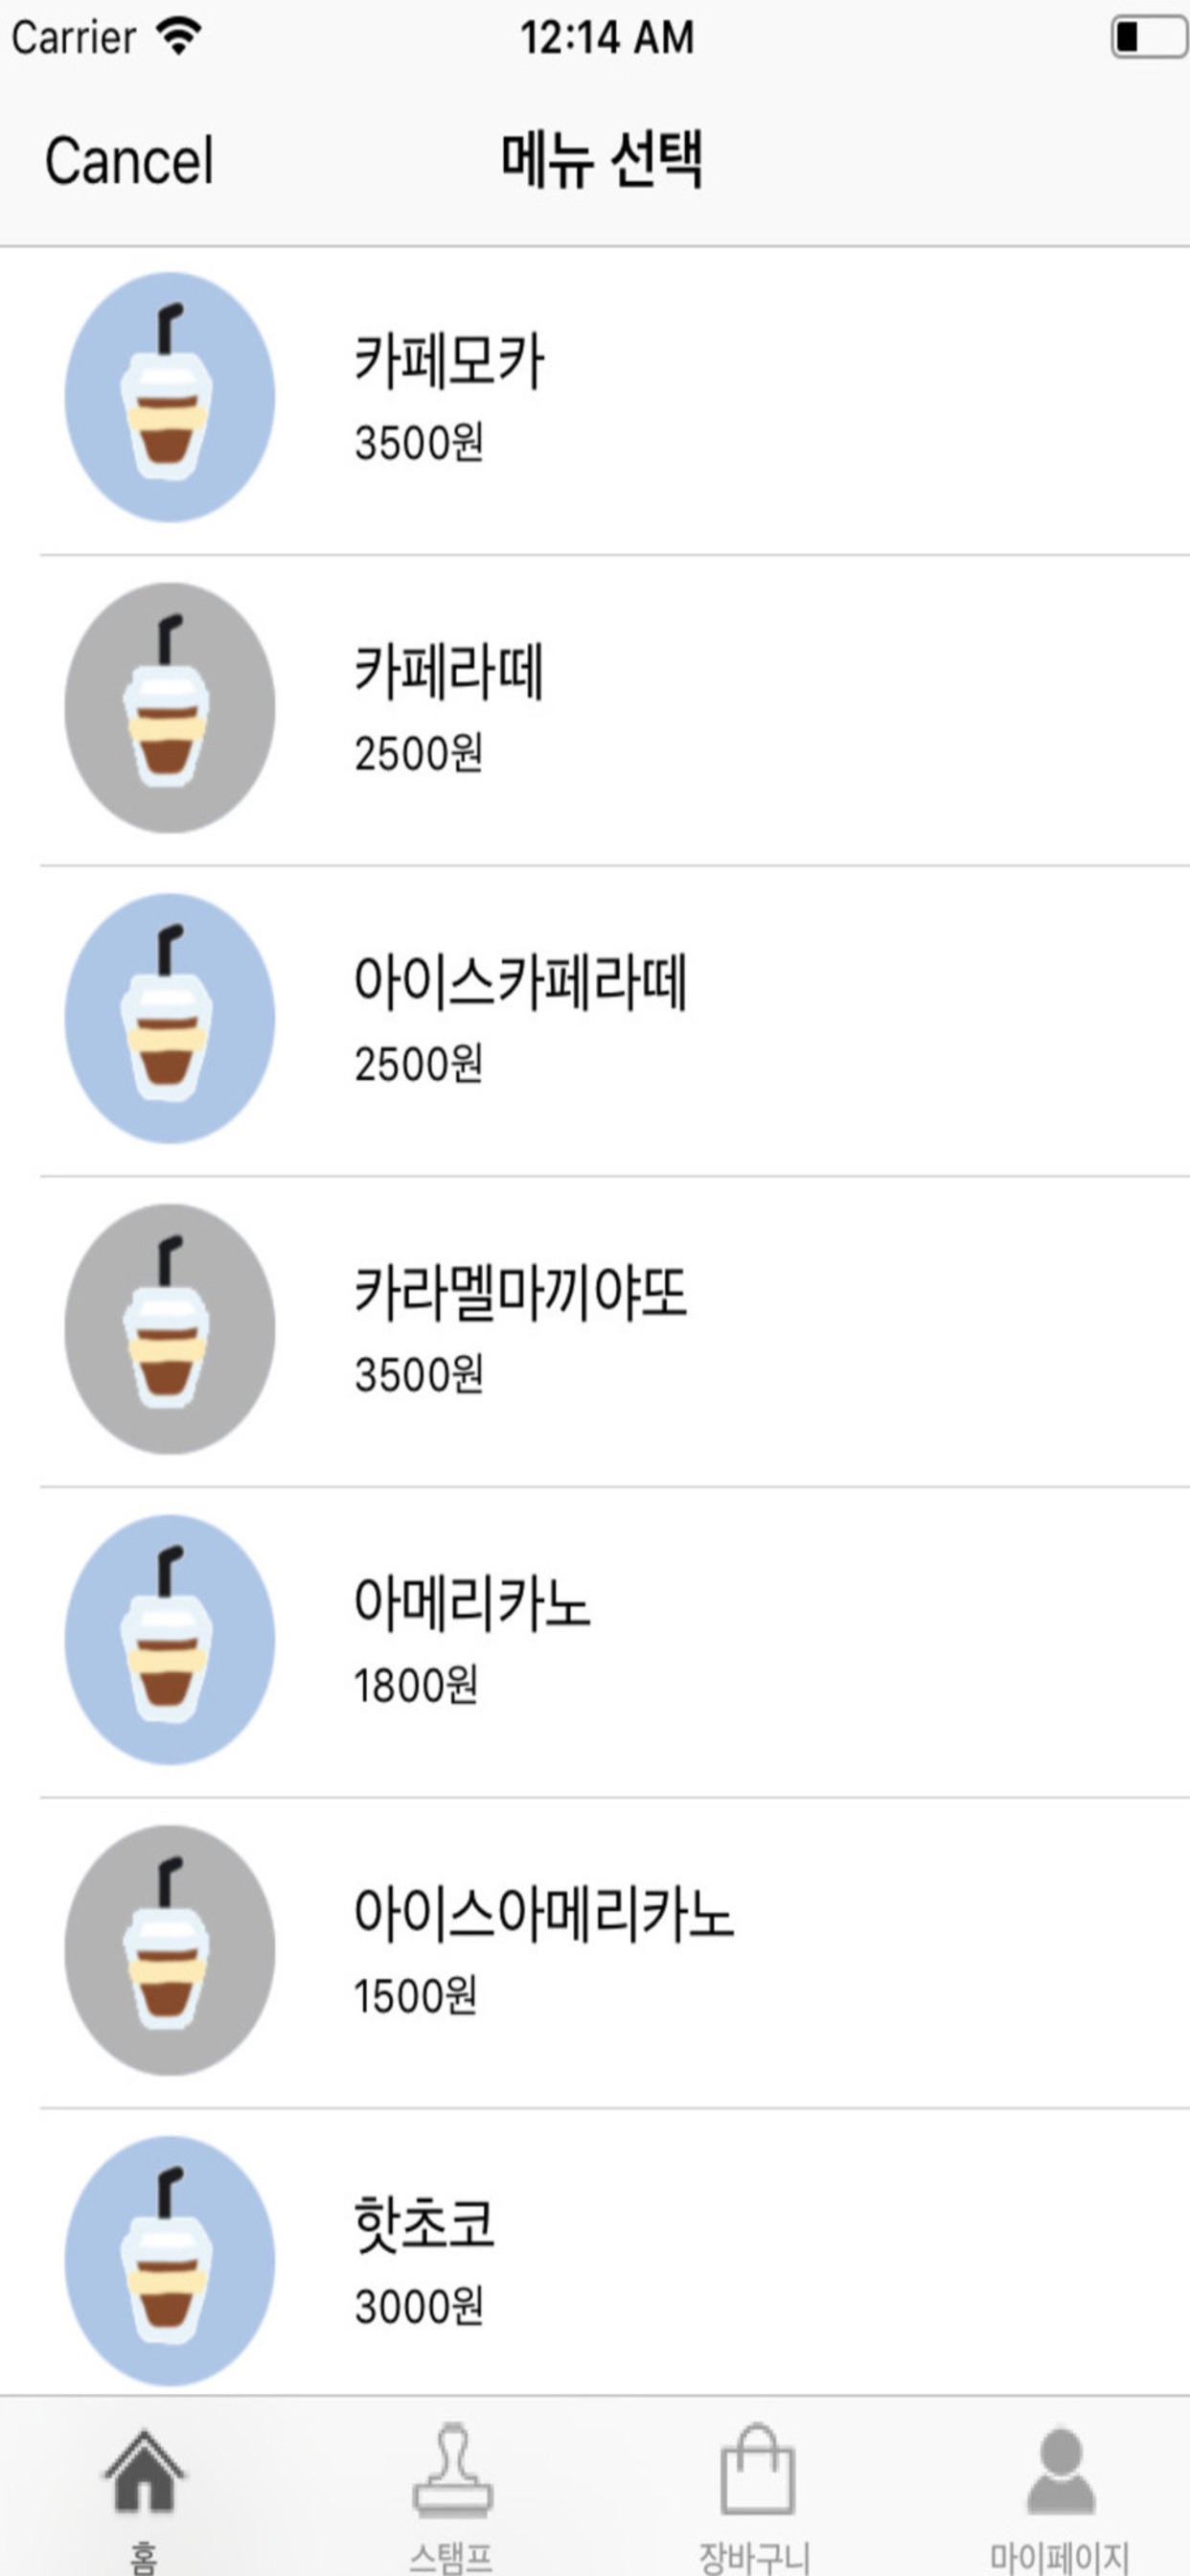 Carrier 12:14 AM
Cancel 메뉴 선택
카페모카
3500원
카페라떼
2500원
아이스카페라떼
2500원
카라멜마끼야또
3500원
아메리카노
1800원
아이스아메리카노
1500원
핫초코
3000원
홈 스탬프 장바구니 마이페이지